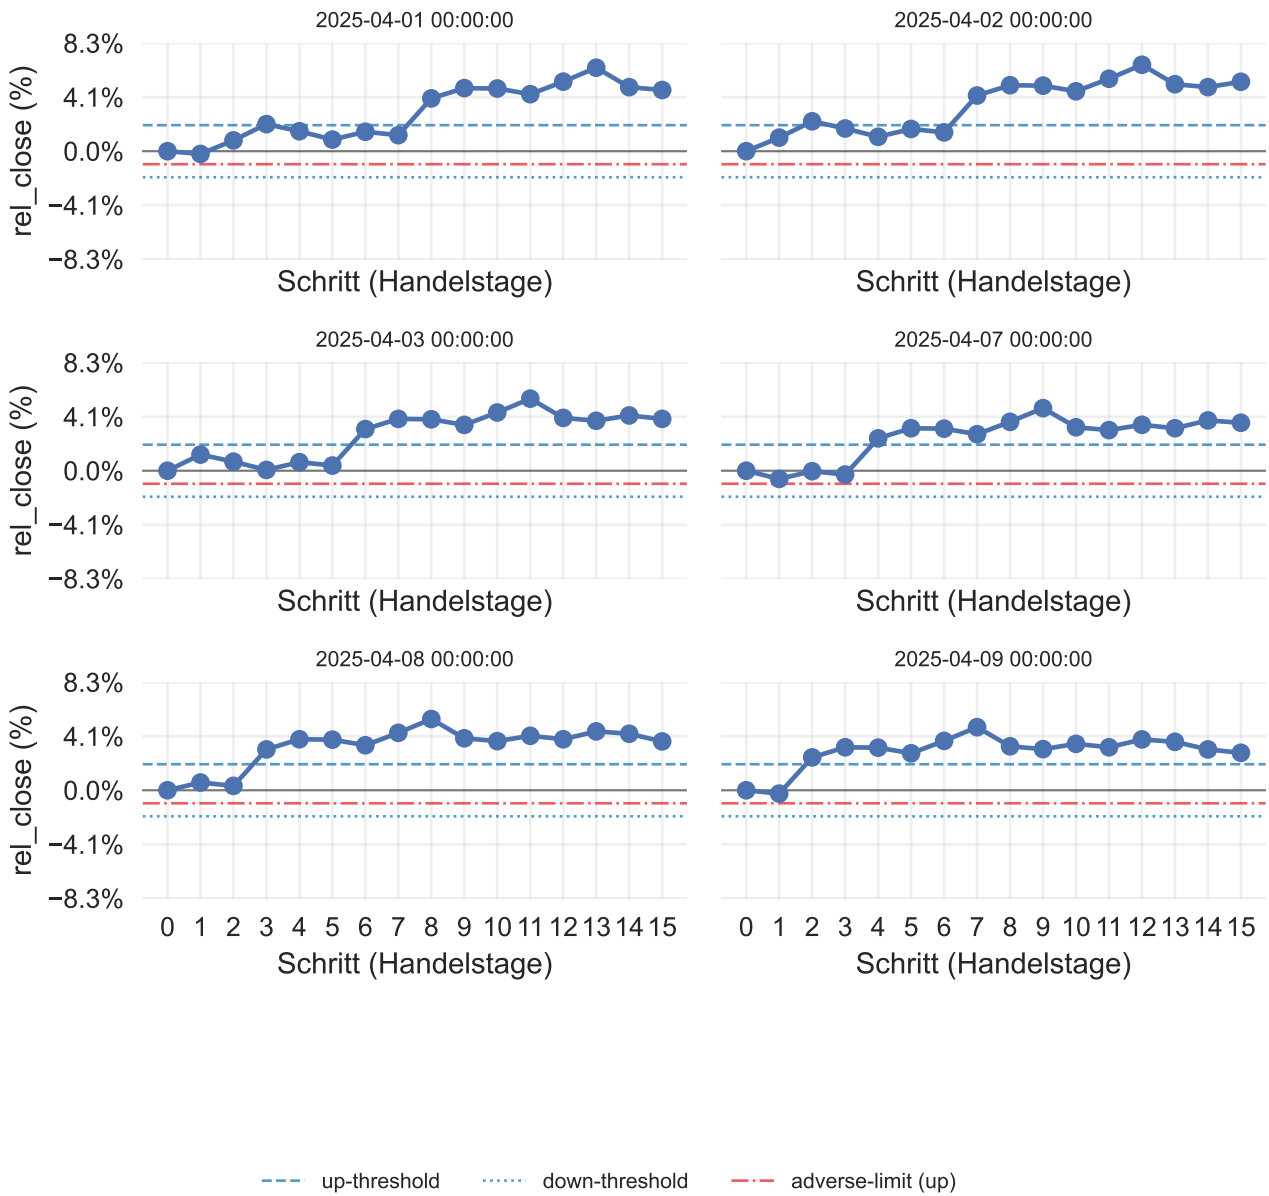 2025-04-01 00:00:00
2025-04-02 00:00:00
rel_close (%)
8.3%
4.1%
0.0%
−4.1%
−8.3%
Schritt (Handelstage)
Schritt (Handelstage)
2025-04-03 00:00:00
2025-04-07 00:00:00
rel_close (%)
8.3%
4.1%
0.0%
−4.1%
−8.3%
Schritt (Handelstage)
Schritt (Handelstage)
2025-04-08 00:00:00
2025-04-09 00:00:00
rel_close (%)
8.3%
4.1%
0.0%
−4.1%
−8.3%
0 1 2 3 4 5 6 7 8 9 10 11 12 13 14 15
0 1 2 3 4 5 6 7 8 9 10 11 12 13 14 15
Schritt (Handelstage)
Schritt (Handelstage)
up-threshold
down-threshold
adverse-limit (up)